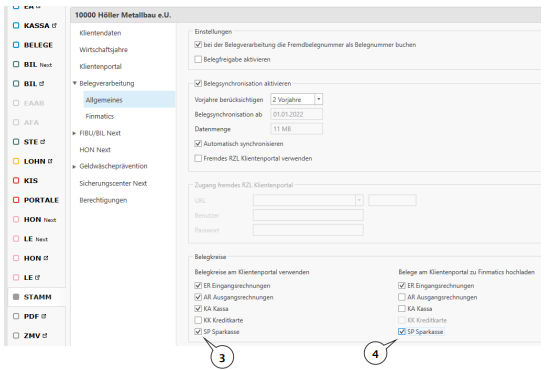 EA
10000 Höller Metallbau e.U.
KASSA
BELEGE
BIL Next
BIL
EAAB
AFA
STE
LOHN
KIS
PORTALE
HON Next
LE Next
HON
LE
STAMM
PDF
ZMV
Klientendaten
Wirtschaftsjahre
Klientenportal
Belegverarbeitung
Allgemeines
Finmatics
FIBU/BIL Next
HON Next
Geldwäscheprävention
Sicherungscenter Next
Berechtigungen
Einstellungen
bei der Belegverarbeitung die Fremdbelegnummer als Belegnummer buchen
Belegfreigabe aktivieren
Belegsynchronisation aktivieren
Vorjahre berücksichtigen 2 Vorjahre
Belegsynchronisation ab 01.01.2022
Datenmenge 11 MB
Automatisch synchronisieren
Fremdes RZL Klientenportal verwenden
Zugang fremdes RZL Klientenportal
URL
Benutzer
Passwort
Belegkreise
Belegkreise am Klientenportal verwenden
ER Eingangsrechnungen
AR Ausgangsrechnungen
KA Kassa
KK Kreditkarte
SP Sparkasse
Belege am Klientenportal zu Finmatics hochladen
ER Eingangsrechnungen
AR Ausgangsrechnungen
KA Kassa
KK Kreditkarte
SP Sparkasse
3
4